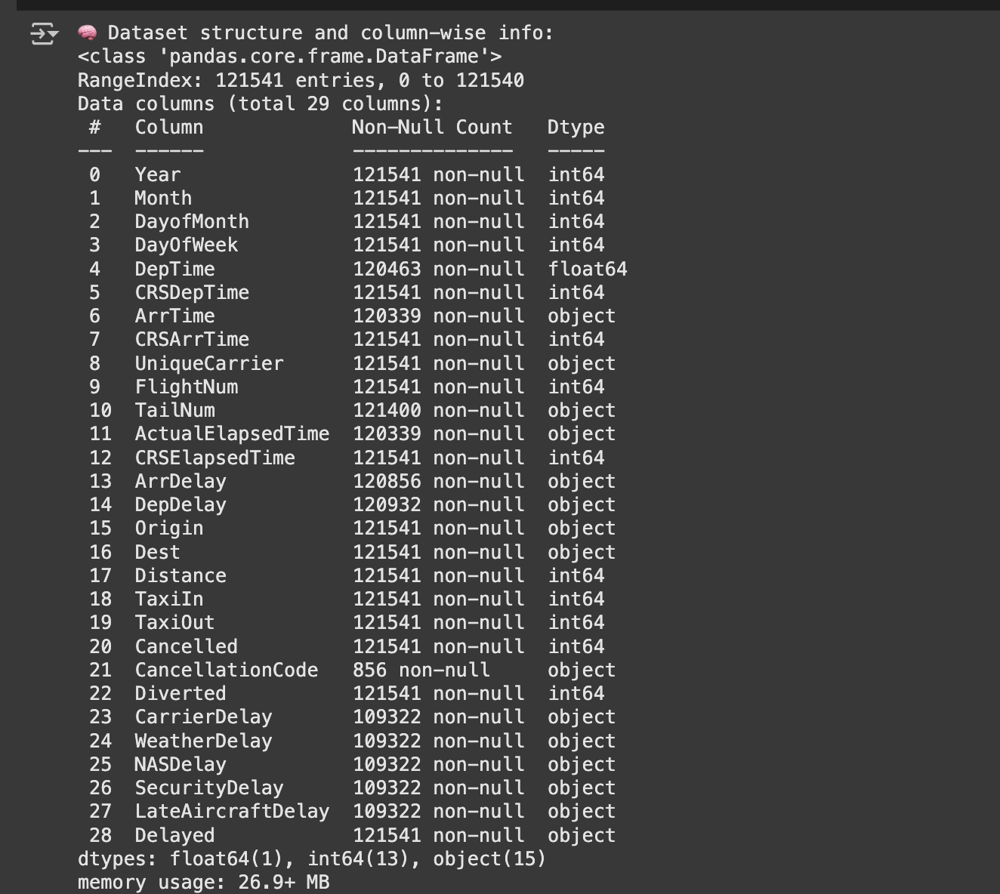 🧠 Dataset structure and column-wise info:
<class 'pandas.core.frame.DataFrame'>
RangeIndex: 121541 entries, 0 to 121540
Data columns (total 29 columns):
 #   Column             Non-Null Count   Dtype
---  ------             --------------   -----
 0   Year               121541 non-null  int64
 1   Month              121541 non-null  int64
 2   DayofMonth         121541 non-null  int64
 3   DayOfWeek          121541 non-null  int64
 4   DepTime            120463 non-null  float64
 5   CRSDepTime         121541 non-null  int64
 6   ArrTime            120339 non-null  object
 7   CRSArrTime         121541 non-null  int64
 8   UniqueCarrier      121541 non-null  object
 9   FlightNum          121541 non-null  int64
 10  TailNum            121400 non-null  object
 11  ActualElapsedTime  120339 non-null  object
 12  CRSElapsedTime     121541 non-null  int64
 13  ArrDelay           120856 non-null  object
 14  DepDelay           120932 non-null  object
 15  Origin             121541 non-null  object
 16  Dest               121541 non-null  object
 17  Distance           121541 non-null  int64
 18  TaxiIn             121541 non-null  int64
 19  TaxiOut            121541 non-null  int64
 20  Cancelled          121541 non-null  int64
 21  CancellationCode   856 non-null     object
 22  Diverted           121541 non-null  int64
 23  CarrierDelay       109322 non-null  object
 24  WeatherDelay       109322 non-null  object
 25  NASDelay           109322 non-null  object
 26  SecurityDelay      109322 non-null  object
 27  LateAircraftDelay  109322 non-null  object
 28  Delayed            121541 non-null  object
dtypes: float64(1), int64(13), object(15)
memory usage: 26.9+ MB